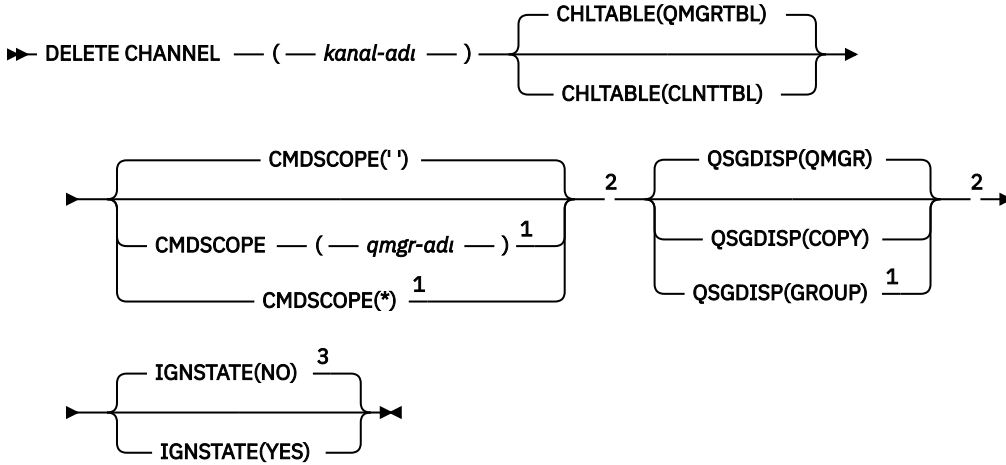 CHLTABLE(QMGRTBL)
DELETE CHANNEL ( kanal-adı )
CHLTABLE(CLNTTBL)
CMDSCOPE(' ') QSGDISP(QMGR)
2 2
CMDSCOPE ( qmgr-adı ) 1 QSGDISP(COPY)
CMDSCOPE(*) 1 QSGDISP(GROUP) 1
IGNSTATE(NO) 3
IGNSTATE(YES)